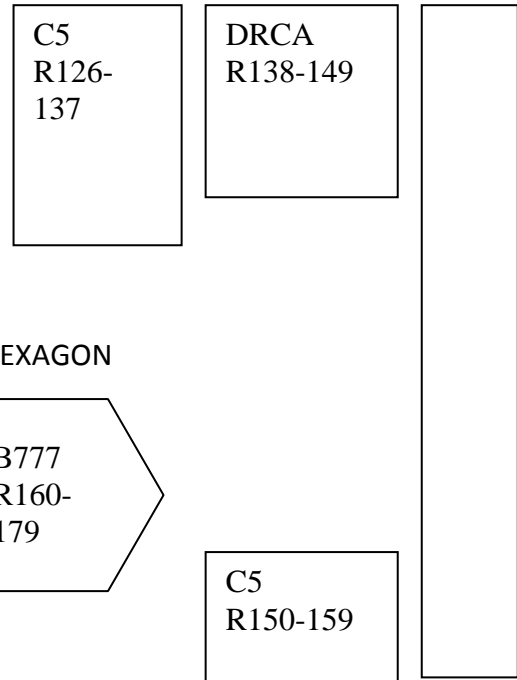 C5
R126-
137
DRCA
R138-149
EXAGON
B777
R160-
179
C5
R150-159